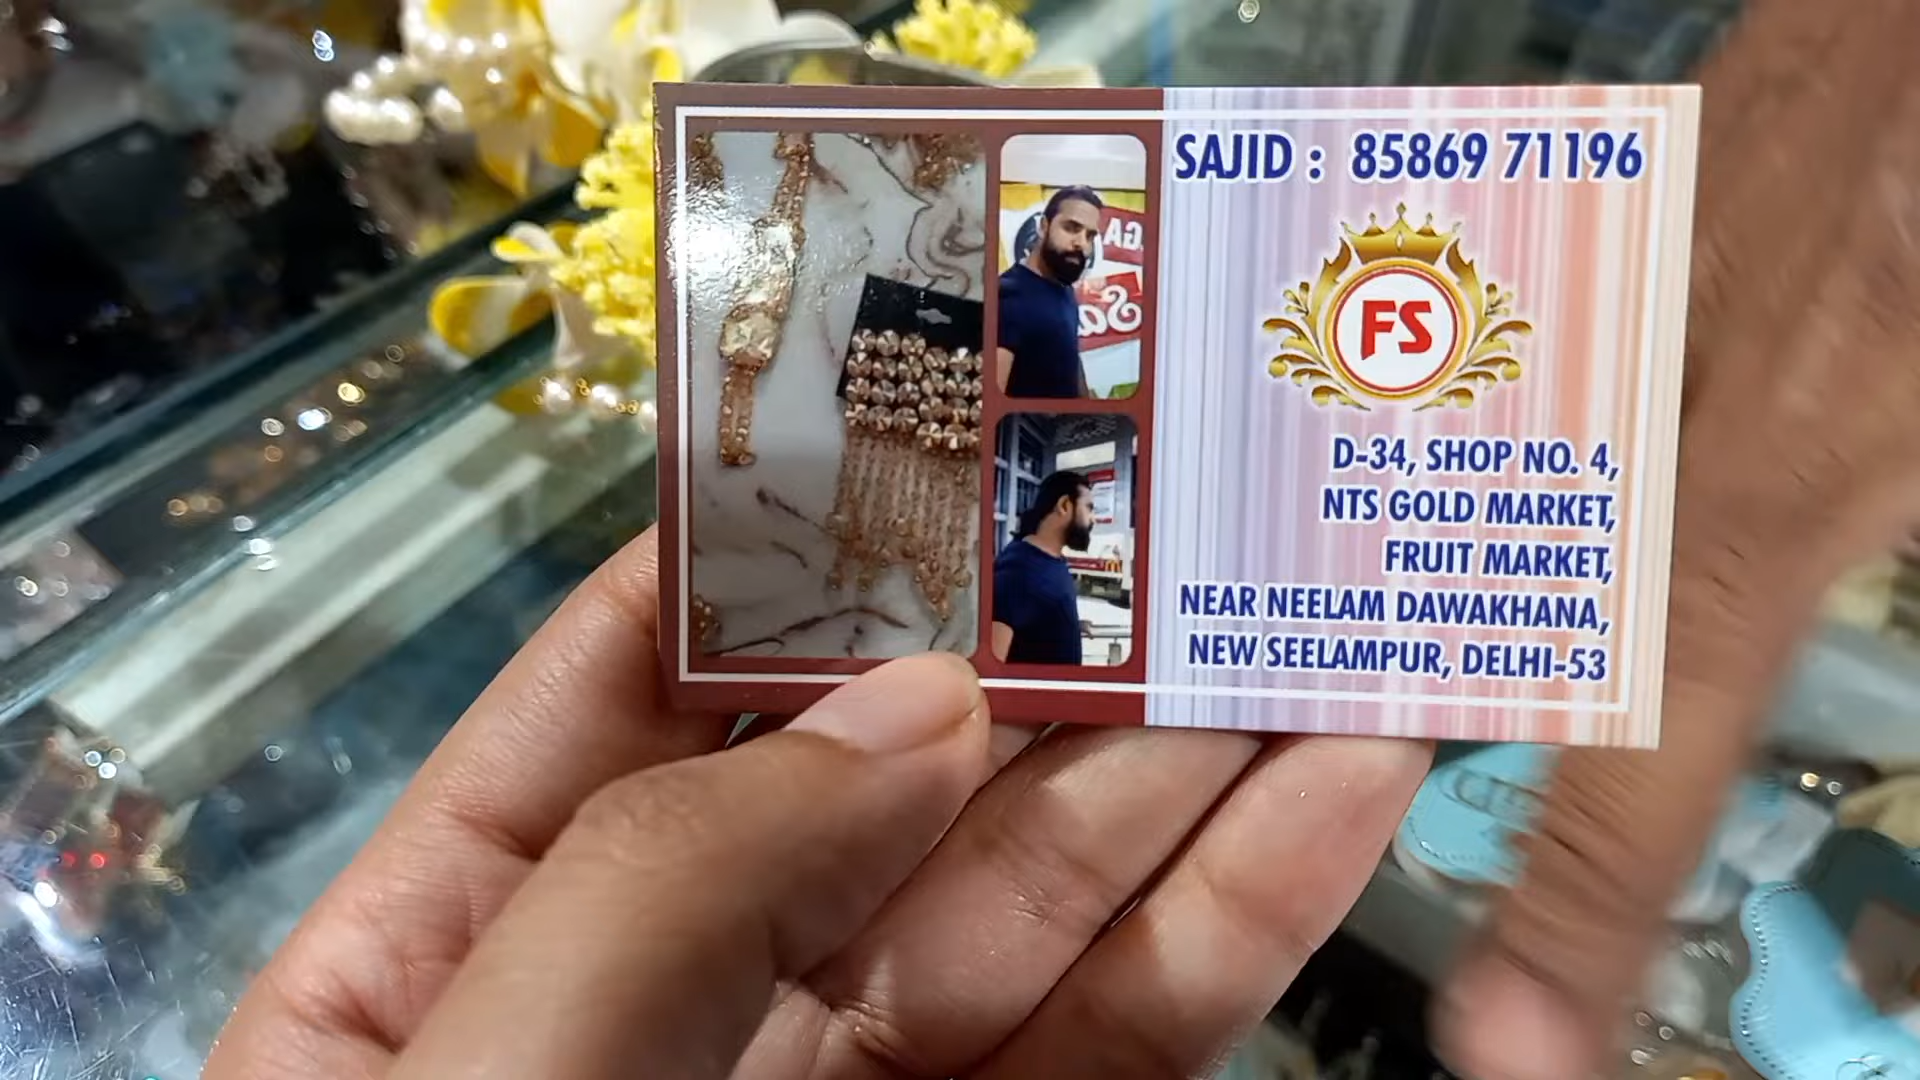 SAJID : 85869 71196
FS
D-34, SHOP NO. 4,
NTS GOLD MARKET,
FRUIT MARKET,
NEAR NEELAM DAWAKHANA,
NEW SEELAMPUR, DELHI-53